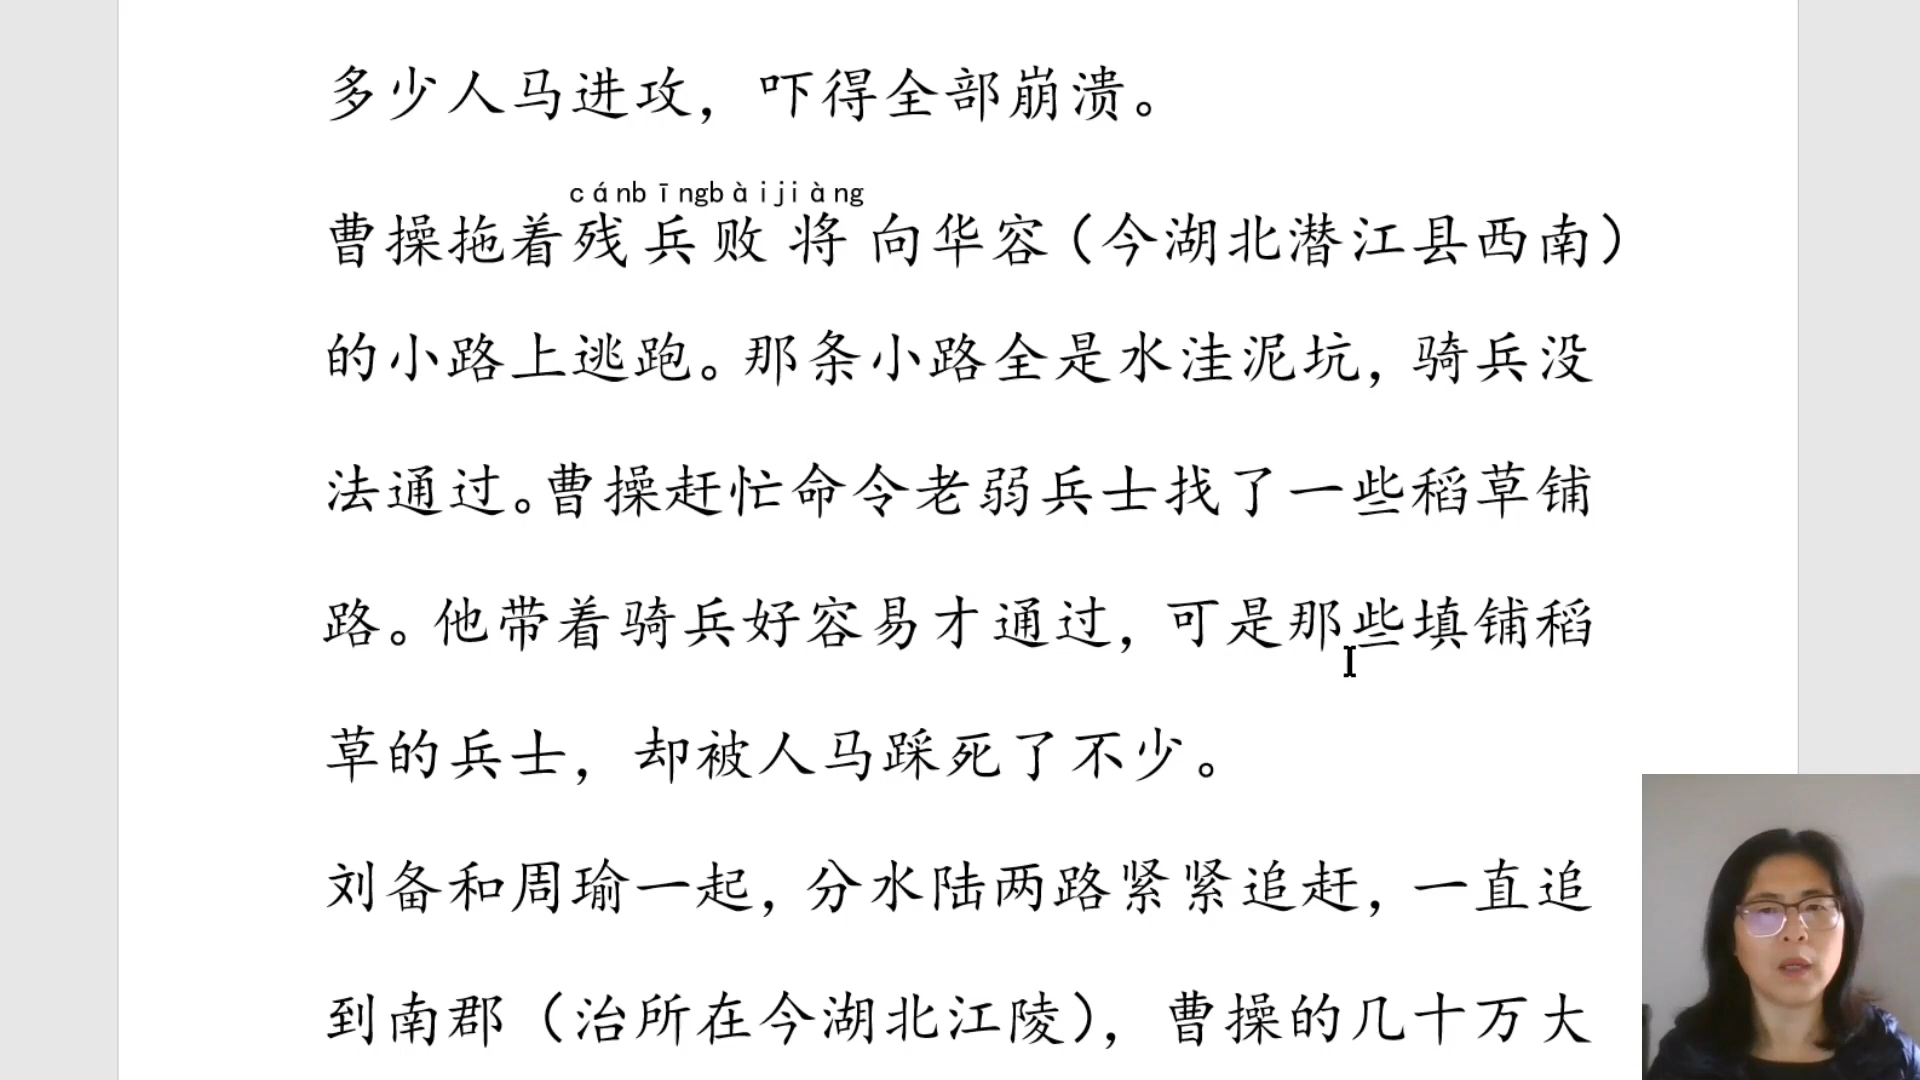 多少人马进攻，吓得全部崩溃。
cánbīngbàijiàng
曹操拖着残兵败将向华容（今湖北潜江县西南）
的小路上逃跑。那条小路全是水洼泥坑，骑兵没
法通过。曹操赶忙命令老弱兵士找了一些稻草铺
路。他带着骑兵好容易才通过，可是那些填铺稻
草的兵士，却被人马踩死了不少。
刘备和周瑜一起，分水陆两路紧紧追赶，一直追
到南郡（治所在今湖北江陵），曹操的几十万大